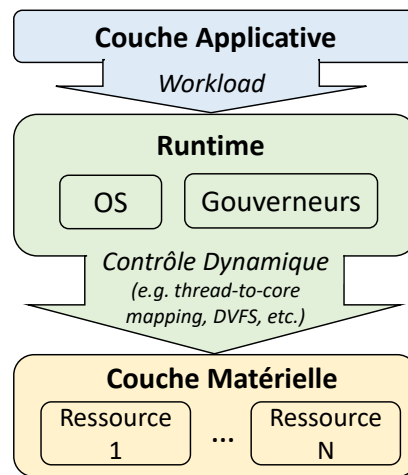 Couche Applicative
Workload
Runtime
OS
Gouverneurs
Contrôle Dynamique
(e.g. thread-to-core
mapping, DVFS, etc.)
Couche Matérielle
Ressource
1
...
Ressource
N